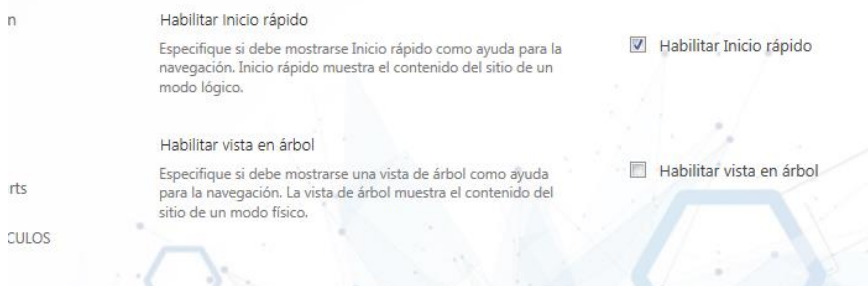 n
Habilitar Inicio rápido
Especifique si debe mostrarse Inicio rápido como ayuda para la
navegación. Inicio rápido muestra el contenido del sitio de un
modo lógico.
Habilitar Inicio rápido
Habilitar vista en árbol
Especifique si debe mostrarse una vista de árbol como ayuda
para la navegación. La vista de árbol muestra el contenido del
sitio de un modo físico.
Habilitar vista en árbol
rts
CULOS